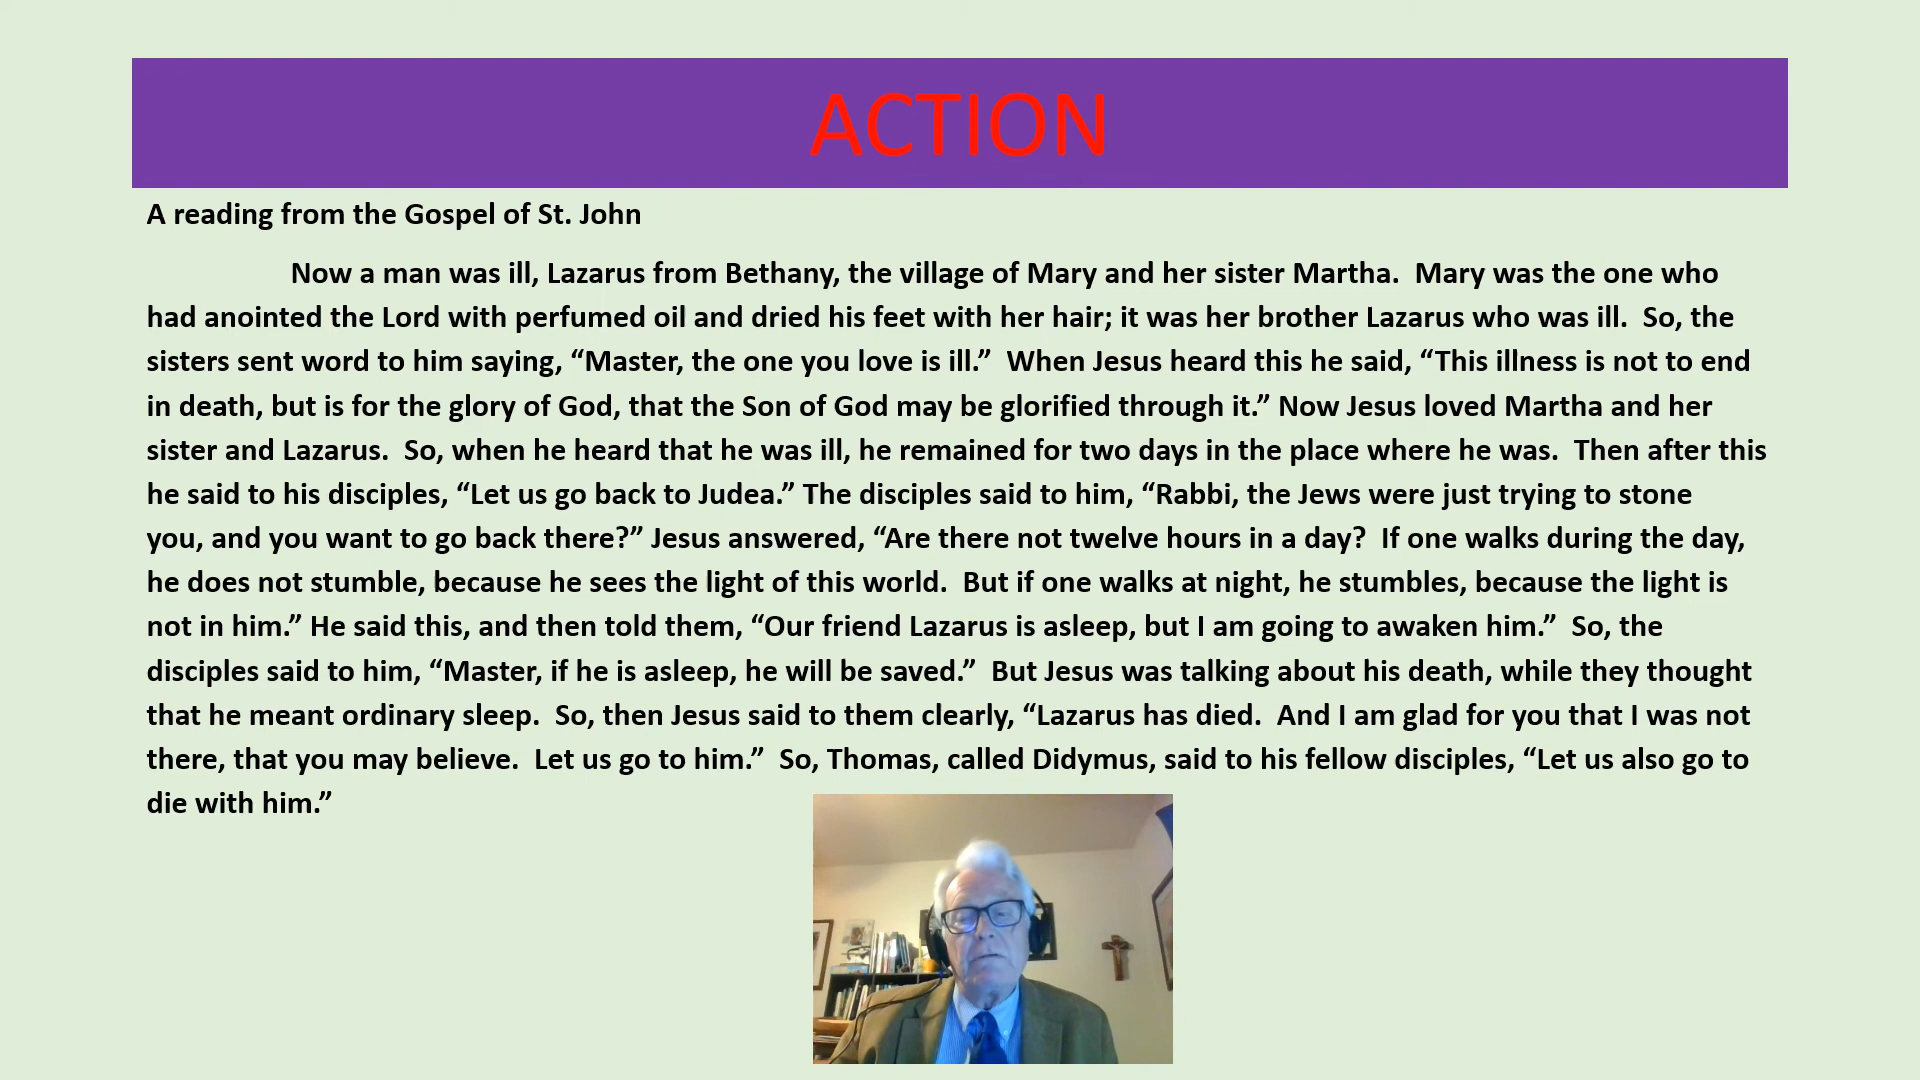 ACTION
A reading from the Gospel of St. John
Now a man was ill, Lazarus from Bethany, the village of Mary and her sister Martha.  Mary was the one who
had anointed the Lord with perfumed oil and dried his feet with her hair; it was her brother Lazarus who was ill.  So, the
sisters sent word to him saying, “Master, the one you love is ill.”  When Jesus heard this he said, “This illness is not to end
in death, but is for the glory of God, that the Son of God may be glorified through it.” Now Jesus loved Martha and her
sister and Lazarus.  So, when he heard that he was ill, he remained for two days in the place where he was.  Then after this
he said to his disciples, “Let us go back to Judea.” The disciples said to him, “Rabbi, the Jews were just trying to stone
you, and you want to go back there?” Jesus answered, “Are there not twelve hours in a day?  If one walks during the day,
he does not stumble, because he sees the light of this world.  But if one walks at night, he stumbles, because the light is
not in him.” He said this, and then told them, “Our friend Lazarus is asleep, but I am going to awaken him.”  So, the
disciples said to him, “Master, if he is asleep, he will be saved.”  But Jesus was talking about his death, while they thought
that he meant ordinary sleep.  So, then Jesus said to them clearly, “Lazarus has died.  And I am glad for you that I was not
there, that you may believe.  Let us go to him.”  So, Thomas, called Didymus, said to his fellow disciples, “Let us also go to
die with him.”